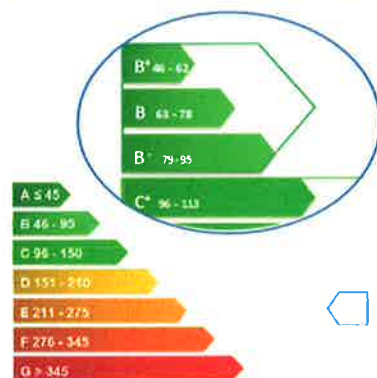 B⁺ 46 - 62
B 63 - 78
B⁻ 79-95
C⁺ 96 - 113
A ≤ 45
B 46 - 95
C 96 - 150
D 151 - 210
E 211 - 275
F 276 - 345
G > 345